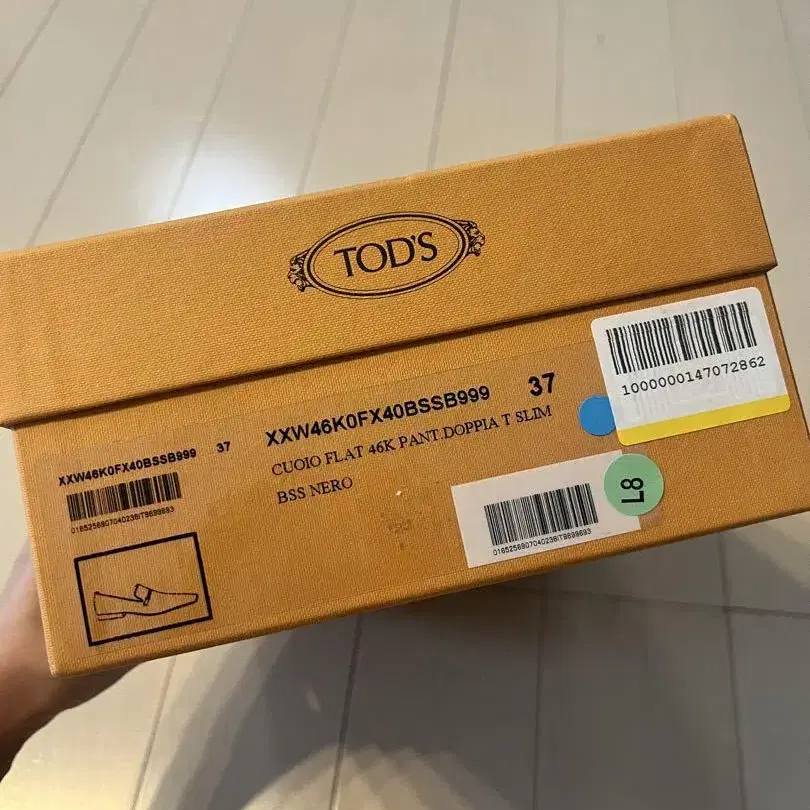 TOD'S
1000000147072862
XXW46K0FX40BSSB999 37
XXW46K0FX40BSSB999 37
CUOIO FLAT 46K PANT.DOPPIA T SLIM
BSS NERO
L8